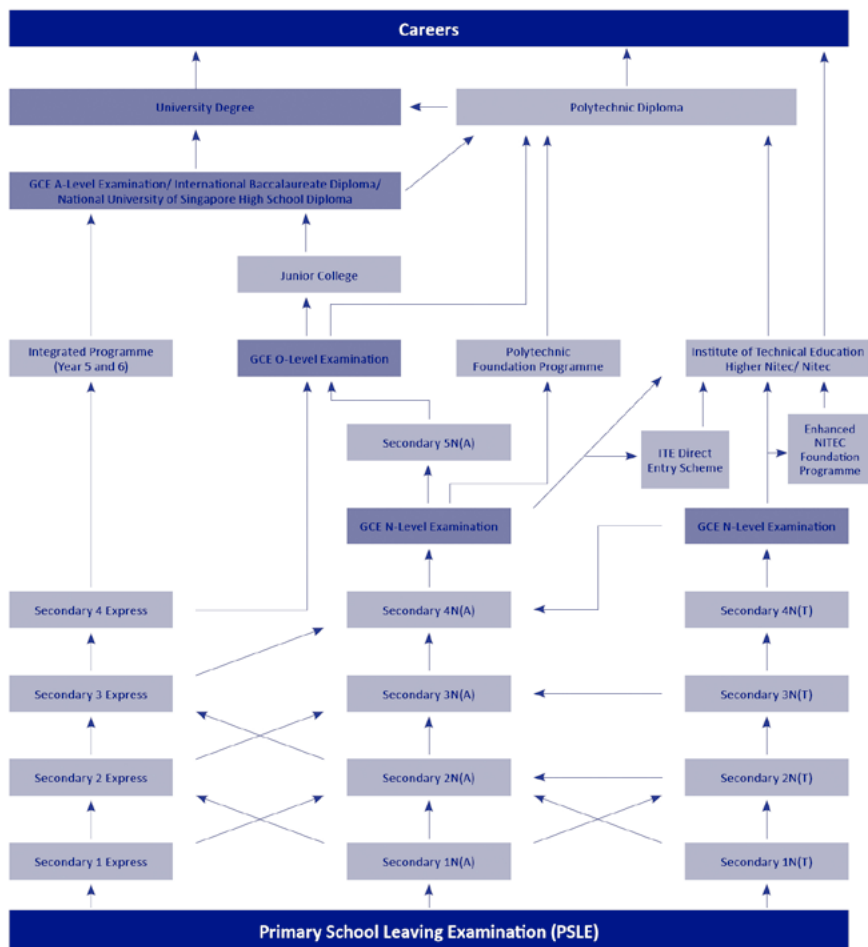 Careers
University Degree
Polytechnic Diploma
GCE A-Level Examination/ International Baccalaureate Diploma/
National University of Singapore High School Diploma
Junior College
Integrated Programme
(Year 5 and 6)
GCE O-Level Examination
Polytechnic
Foundation Programme
Institute of Technical Education
Higher Nitec/ Nitec
Secondary 5N(A)
ITE Direct
Entry Scheme
Enhanced
NITEC
Foundation
Programme
GCE N-Level Examination
GCE N-Level Examination
Secondary 4 Express
Secondary 4N(A)
Secondary 4N(T)
Secondary 3 Express
Secondary 3N(A)
Secondary 3N(T)
Secondary 2 Express
Secondary 2N(A)
Secondary 2N(T)
Secondary 1 Express
Secondary 1N(A)
Secondary 1N(T)
Primary School Leaving Examination (PSLE)